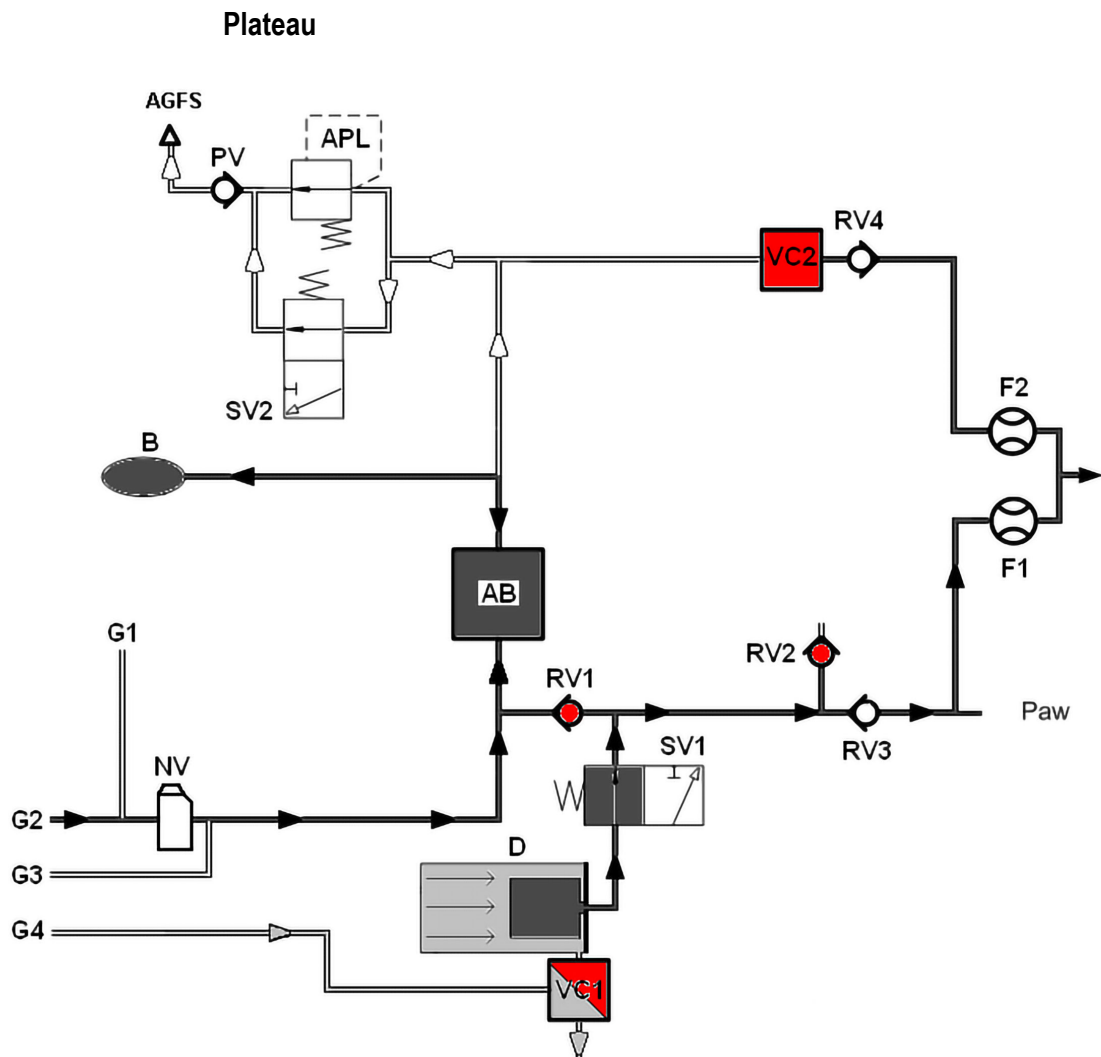 Plateau
AGFS
PV
APL
RV4
VC2
SV2
F2
B
F1
AB
G1
RV1
RV2
Paw
RV3
SV1
NV
G2
D
G3
G4
VC1